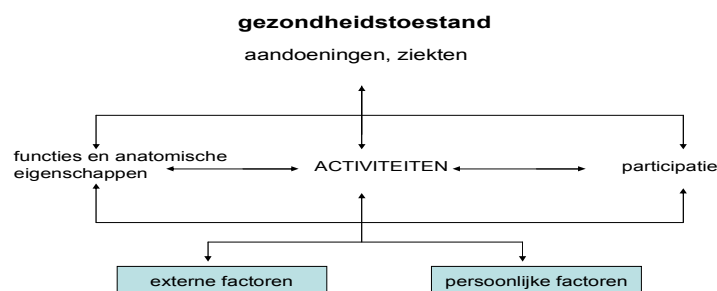 gezondheidstoestand
aandoeningen, ziekten
functies en anatomische
eigenschappen
ACTIVITEITEN
participatie
externe factoren
persoonlijke factoren